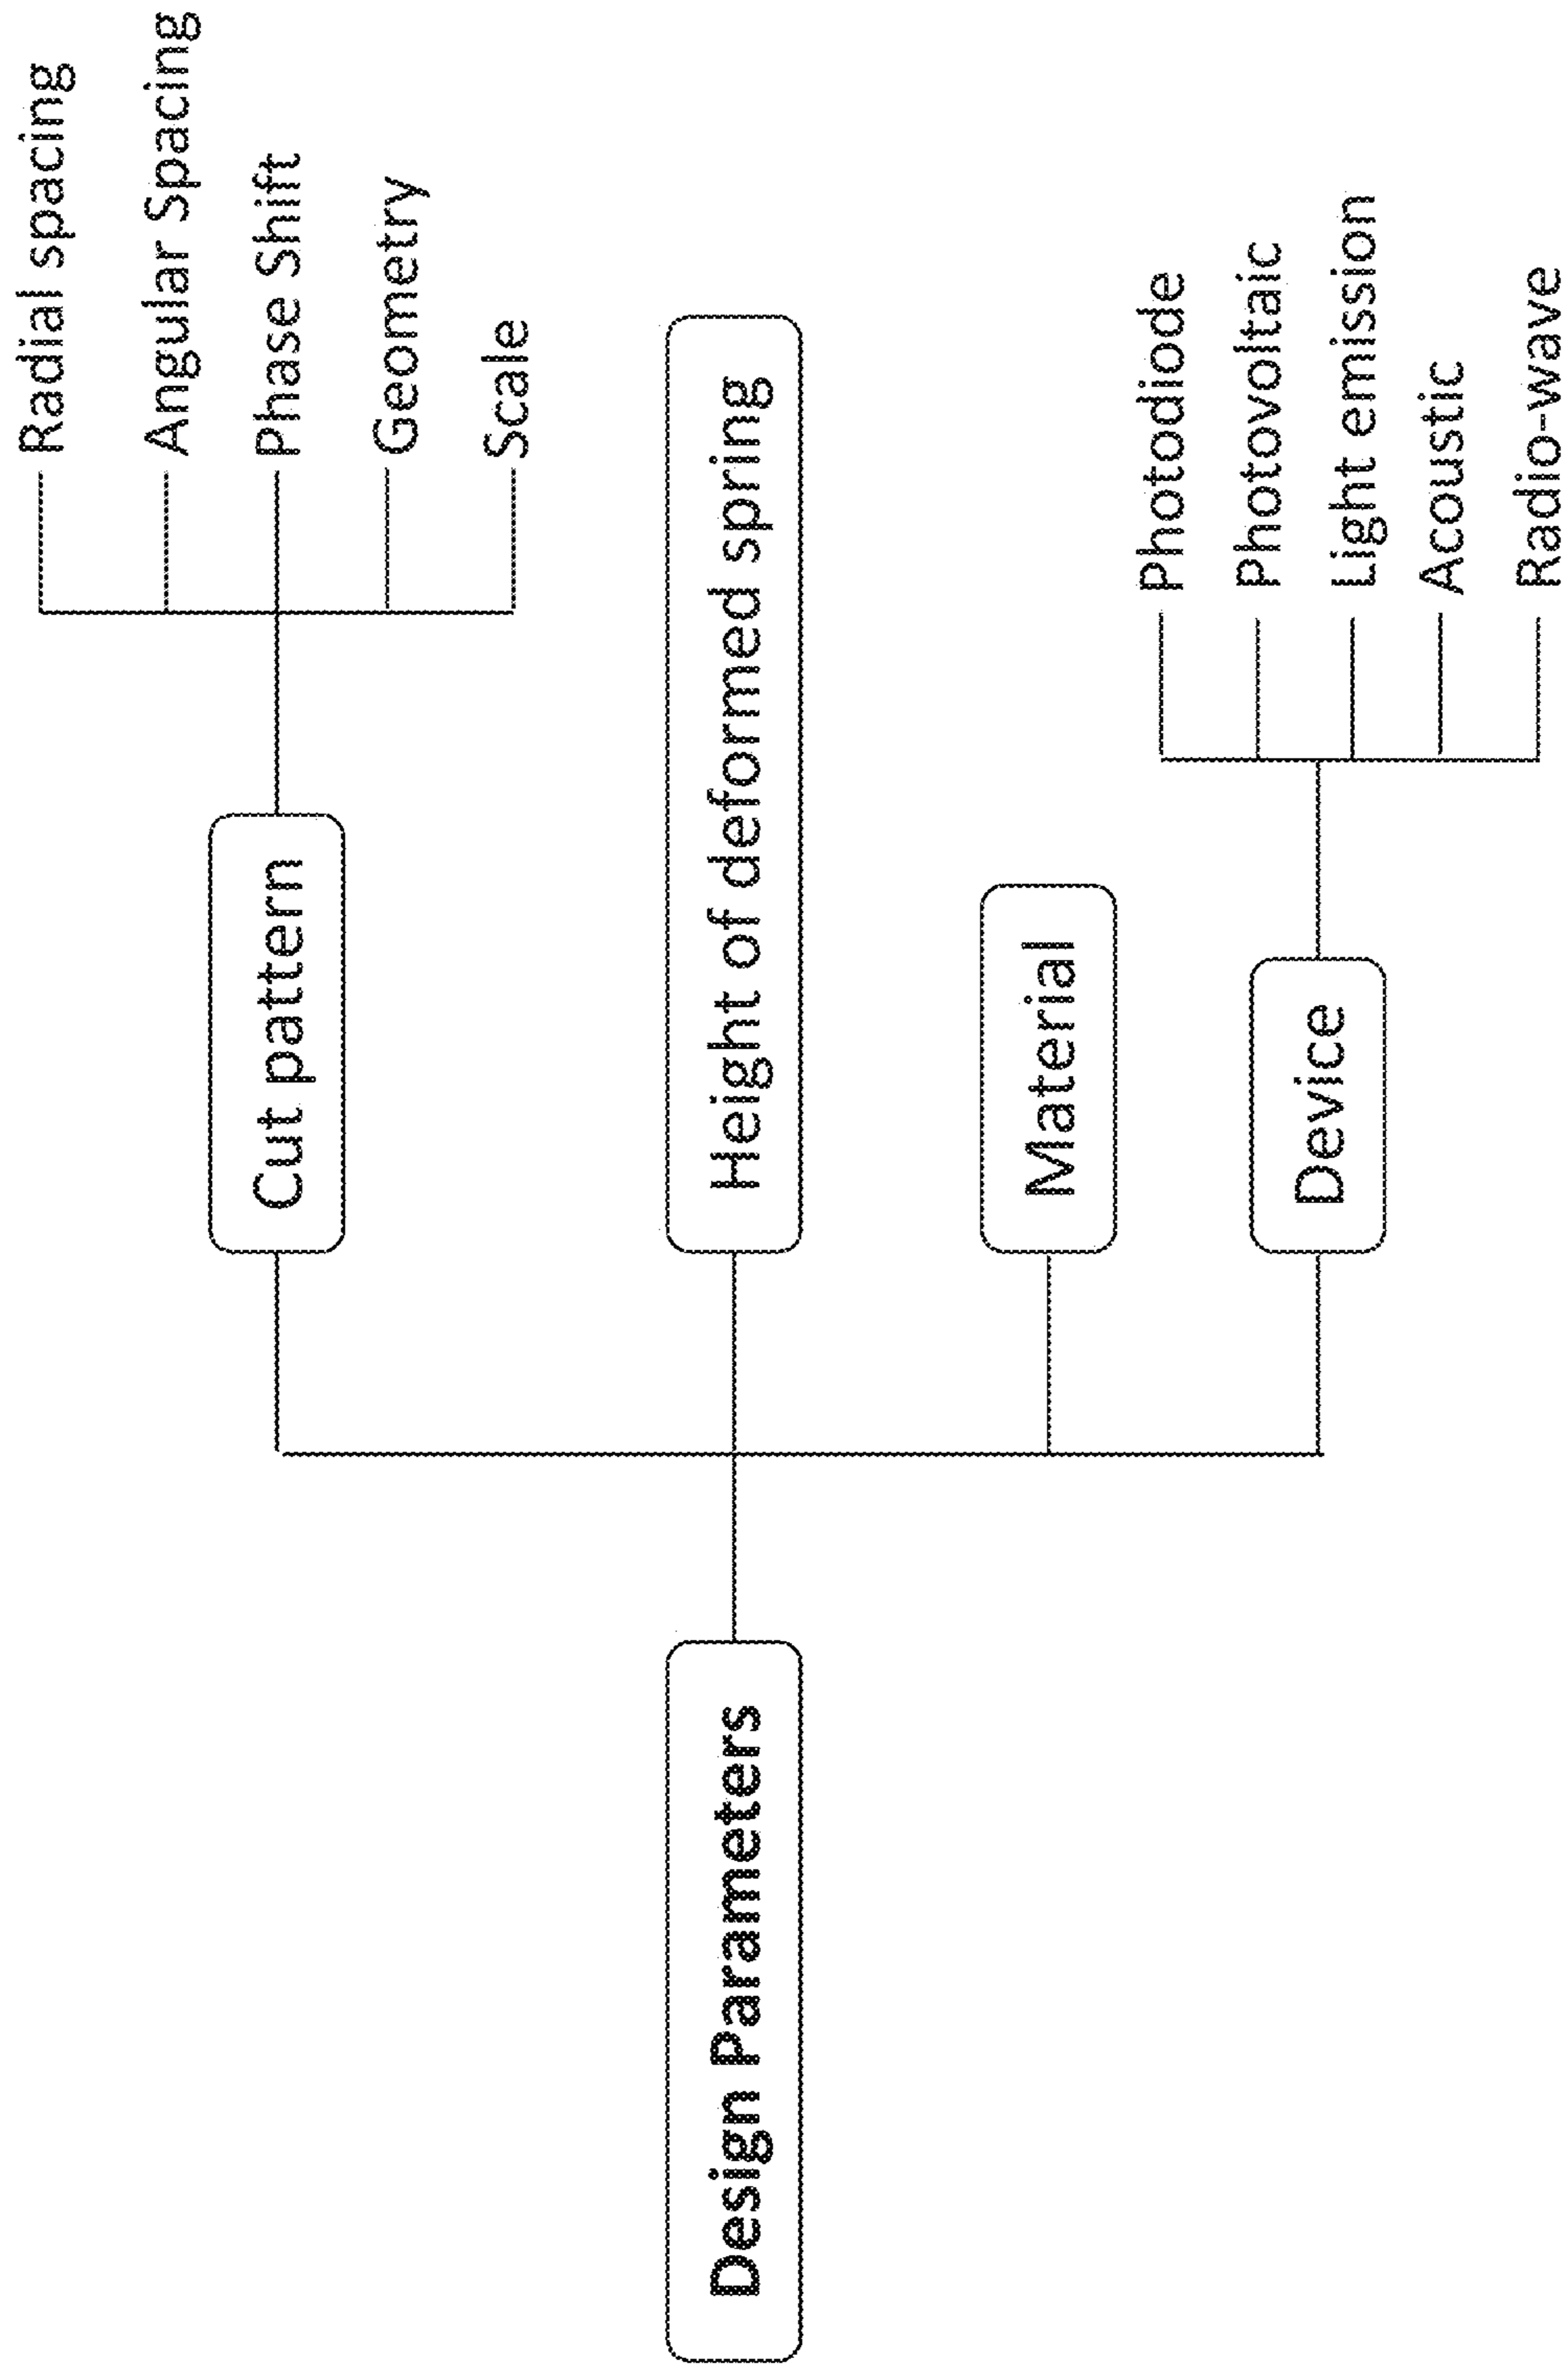 Design Parameters
Cut pattern
Radial spacing
Angular Spacing
Phase Shift
Geometry
Scale
Height of deformed spring
Material
Device
Photodiode
Photovoltaic
Light emission
Acoustic
Radio-wave